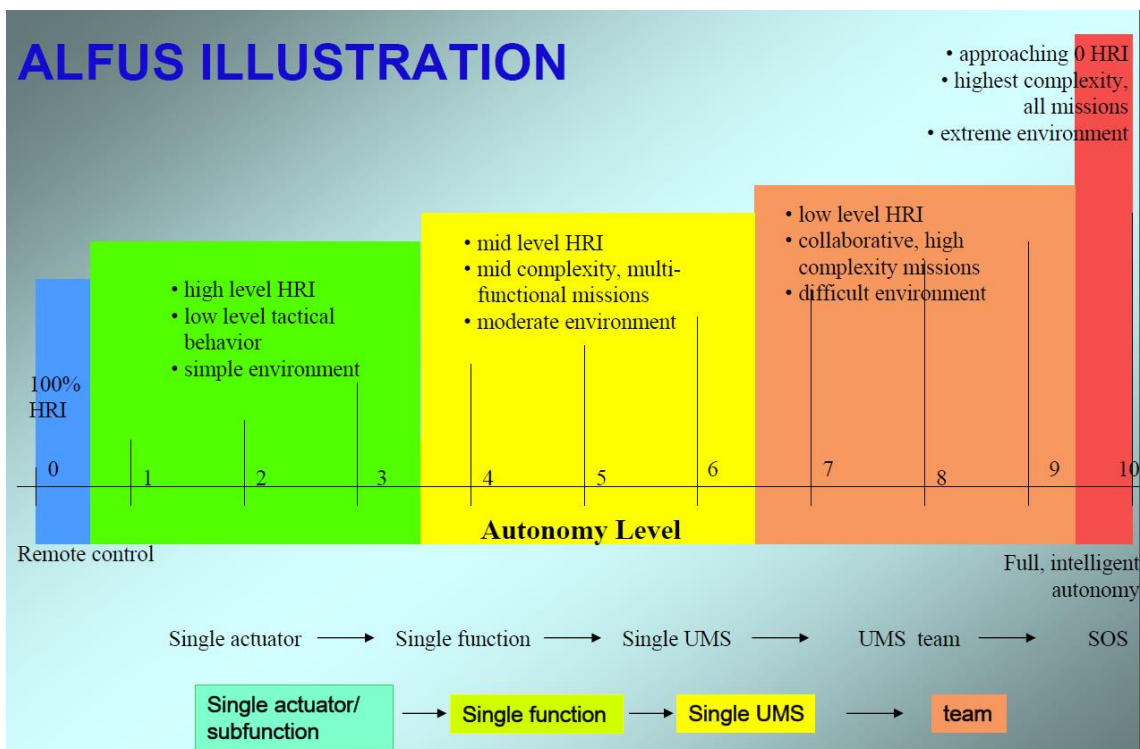 ALFUS ILLUSTRATION
• approaching 0 HRI
• highest complexity,
all missions
• extreme environment
• low level HRI
• collaborative, high
complexity missions
• difficult environment
• mid level HRI
• mid complexity, multi-
functional missions
• moderate environment
• high level HRI
• low level tactical
behavior
• simple environment
100%
HRI
0 1 2 3 4 5 6 7 8 9 10
Autonomy Level
Remote control
Full, intelligent
autonomy
Single actuator Single function Single UMS UMS team SOS
Single actuator/
subfunction
Single function
Single UMS
team